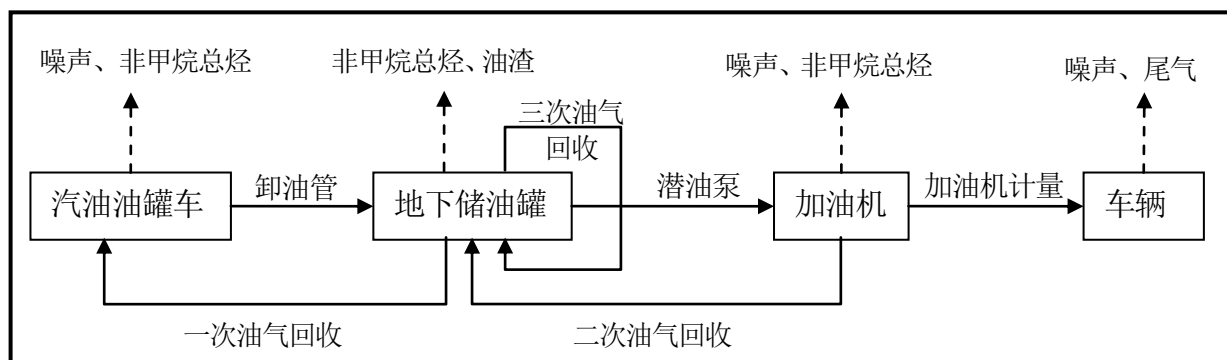 噪声、非甲烷总烃
非甲烷总烃、油渣
噪声、非甲烷总烃
噪声、尾气
三次油气
回收
汽油油罐车
卸油管
地下储油罐
潜油泵
加油机
加油机计量
车辆
一次油气回收
二次油气回收